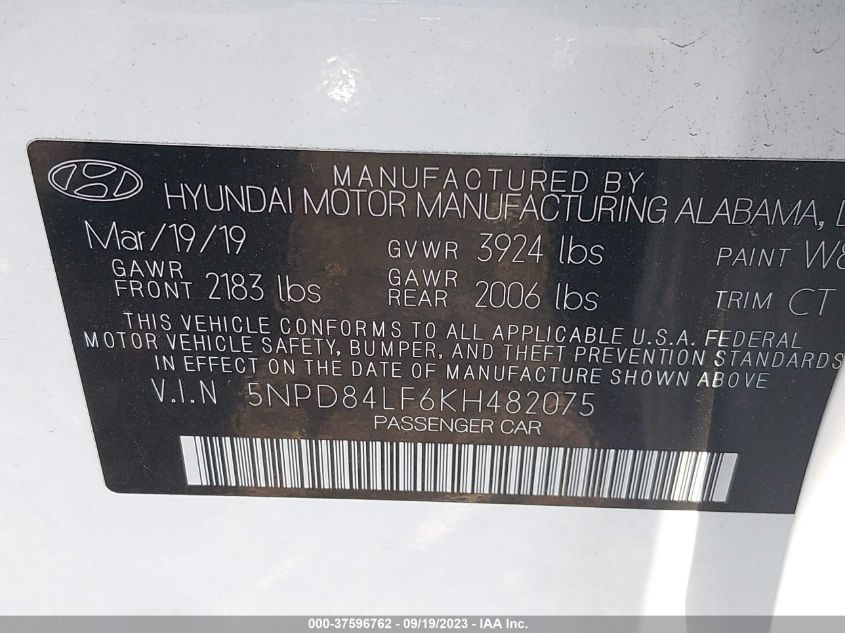 MANUFACTURED BY
HYUNDAI MOTOR MANUFACTURING ALABAMA,
Mar/19/19 GVWR 3924 lbs PAINT
GAWR FRONT 2183 lbs GAWR REAR 2006 lbs TRIM CT
THIS VEHICLE CONFORMS TO ALL APPLICABLE U.S.A. FEDERAL
MOTOR VEHICLE SAFETY, BUMPER, AND THEFT PREVENTION STANDARDS
IN EFFECT ON THE DATE OF MANUFACTURE SHOWN ABOVE.
V.I.N 5NPD84LF6KH482075
PASSENGER CAR
000-37596762 - 09/19/2023 - IAA Inc.